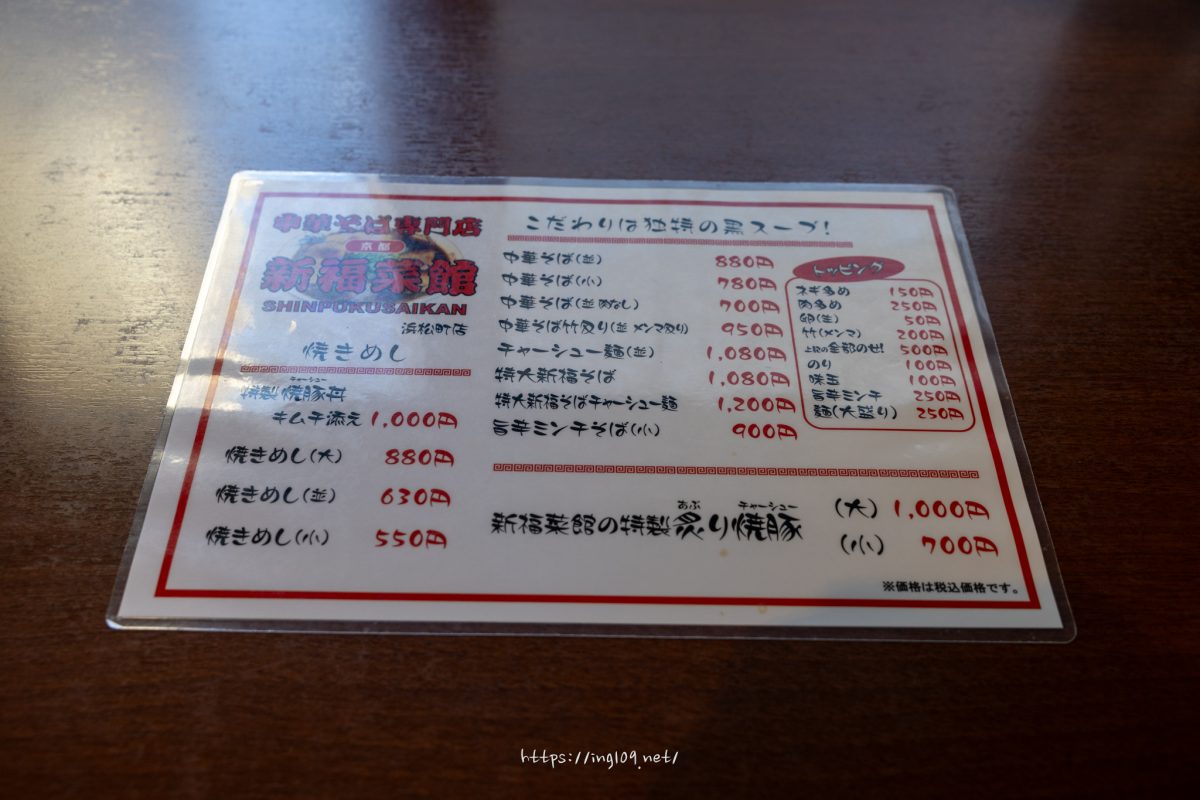 中華そば専門店
京都
新福菜館
SHINPUKUSAIKAN
浜松町店
焼きめし
チャーシュー
特製焼豚丼
キムチ添え 1,000円
焼きめし(大) 880円
焼きめし(並) 630円
焼きめし(小) 550円
こだわりは独特の黒スープ!
中華そば(並) 880円
中華そば(小) 780円
中華そば(並 肉なし) 700円
中華そば竹炙り(並 メンマ炙り) 950円
チャーシュー麺(並) 1,080円
特大新福そば 1,080円
特大新福そばチャーシュー麺 1,200円
旨辛ミンチそば(小) 900円
トッピング
ネギ多め 150円
肉多め 250円
卵(生) 50円
竹(メンマ) 200円
上記の全部のせ! 500円
のり 100円
味玉 100円
旨辛ミンチ 250円
麺(大盛り) 250円
あぶ チャーシュー
新福菜館の特製炙り焼豚 (大) 1,000円
(小) 700円
※価格は税込価格です。
https://ing109.net/